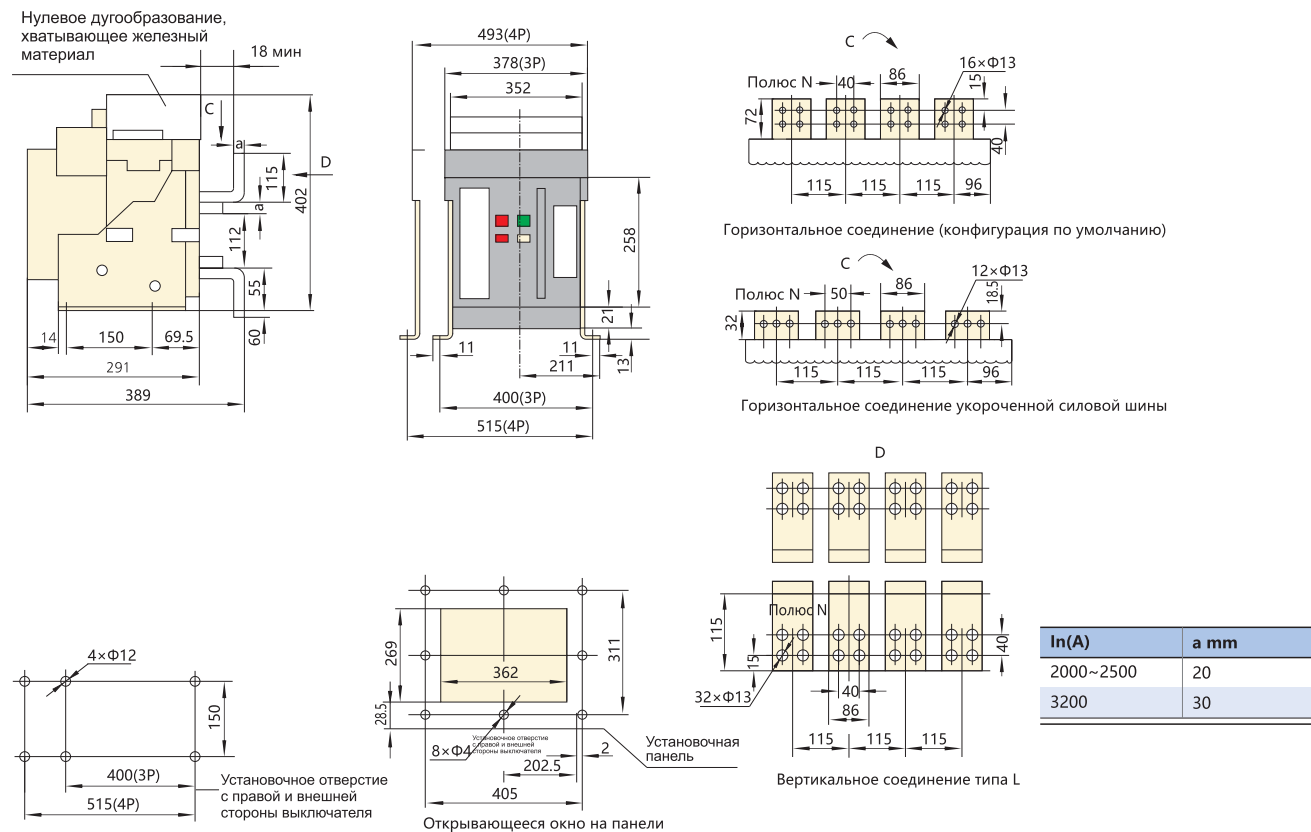 Нулевое дугообразование,
хватывающее железный
материал
18 мин
C
a
115
D
402
a
112
55
60
14
150
69.5
291
389
493(4P)
378(3P)
352
258
21
13
11
11
211
400(3P)
515(4P)
C
16×Φ13
Полюс N
40
86
15
72
40
115
115
115
96
Горизонтальное соединение (конфигурация по умолчанию)
C
12×Φ13
Полюс N
50
86
18.5
32
115
115
115
96
Горизонтальное соединение укороченной силовой шины
D
115
Полюс N
15
40
32×Φ13
40
86
115
115
115
Вертикальное соединение типа L
4×Φ12
150
400(3P)
515(4P)
Установочное отверстие
с правой и внешней
стороны выключателя
269
362
311
28.5
8×Φ4
Установочное отверстие
с правой и внешней
стороны выключателя
2
202.5
405
Установочная
панель
Открывающееся окно на панели
In(A) a mm
2000~2500 20
3200 30